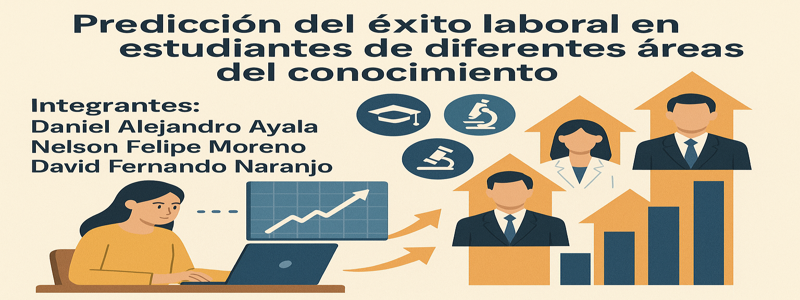 Predicción del éxito laboral en
estudiantes de diferentes áreas
del conocimiento
Integrantes:
Daniel Alejandro Ayala
Nelson Felipe Moreno
David Fernando Naranjo